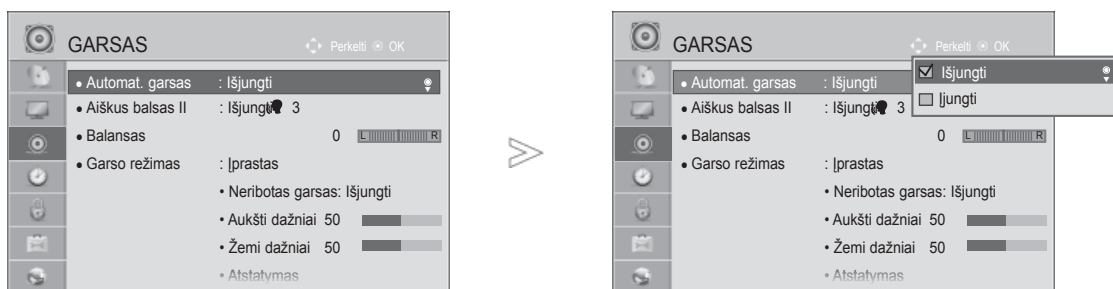 GARSAS
Perkelti OK
• Automat. garsas : Išjungti
• Aiškus balsas II : Išjungti 3
• Balansas 0 L R
• Garso režimas : Įprastas
• Neribotas garsas: Išjungti
• Aukšti dažniai 50
• Žemi dažniai 50
• Atstatymas
GARSAS
Perkelti OK
• Automat. garsas : Išjungti
• Aiškus balsas II : Išjungti 3
• Balansas 0 L R
• Garso režimas : Įprastas
• Neribotas garsas: Išjungti
• Aukšti dažniai 50
• Žemi dažniai 50
• Atstatymas
Išjungti
Įjungti